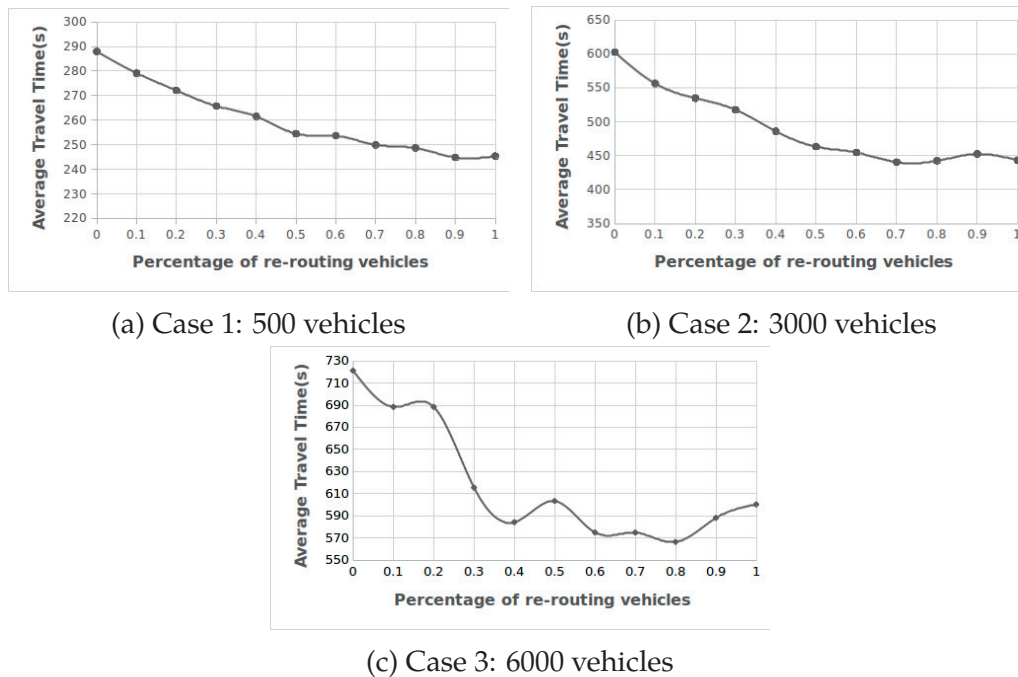 300
290
280
270
260
250
240
230
220
Average Travel Time(s)
0 0.1 0.2 0.3 0.4 0.5 0.6 0.7 0.8 0.9 1
Percentage of re-routing vehicles
(a) Case 1: 500 vehicles
650
600
550
500
450
400
350
Average Travel Time(s)
0 0.1 0.2 0.3 0.4 0.5 0.6 0.7 0.8 0.9 1
Percentage of re-routing vehicles
(b) Case 2: 3000 vehicles
730
710
690
670
650
630
610
590
570
550
Average Travel Time(s)
0 0.1 0.2 0.3 0.4 0.5 0.6 0.7 0.8 0.9 1
Percentage of re-routing vehicles
(c) Case 3: 6000 vehicles